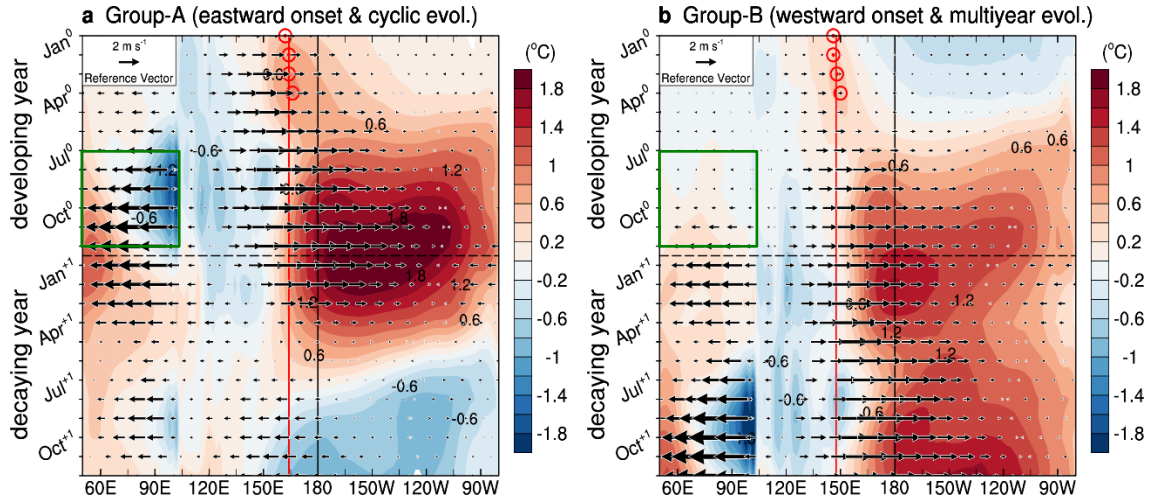 a Group-A (eastward onset & cyclic evol.)
2 m s⁻¹
Reference Vector
developing year
decaying year
Jan⁰
Apr⁰
Jul⁰
Oct⁰
Jan⁺¹
Apr⁺¹
Jul⁺¹
Oct⁺¹
0.6
-0.6
1.2
-0.6
1.8
1.8
1.2
1.2
0.6
0.6
-0.6
-0.6
60E 90E 120E 150E 180 150W 120W 90W
(°C)
1.8
1.4
1
0.6
0.2
-0.2
-0.6
-1
-1.4
-1.8
b Group-B (westward onset & multiyear evol.)
2 m s⁻¹
Reference Vector
developing year
decaying year
Jan⁰
Apr⁰
Jul⁰
Oct⁰
Jan⁺¹
Apr⁺¹
Jul⁺¹
Oct⁺¹
0.6
0.6
1.2
1.2
1.2
-0.6
-0.6
0.6
60E 90E 120E 150E 180 150W 120W 90W
(°C)
1.8
1.4
1
0.6
0.2
-0.2
-0.6
-1
-1.4
-1.8